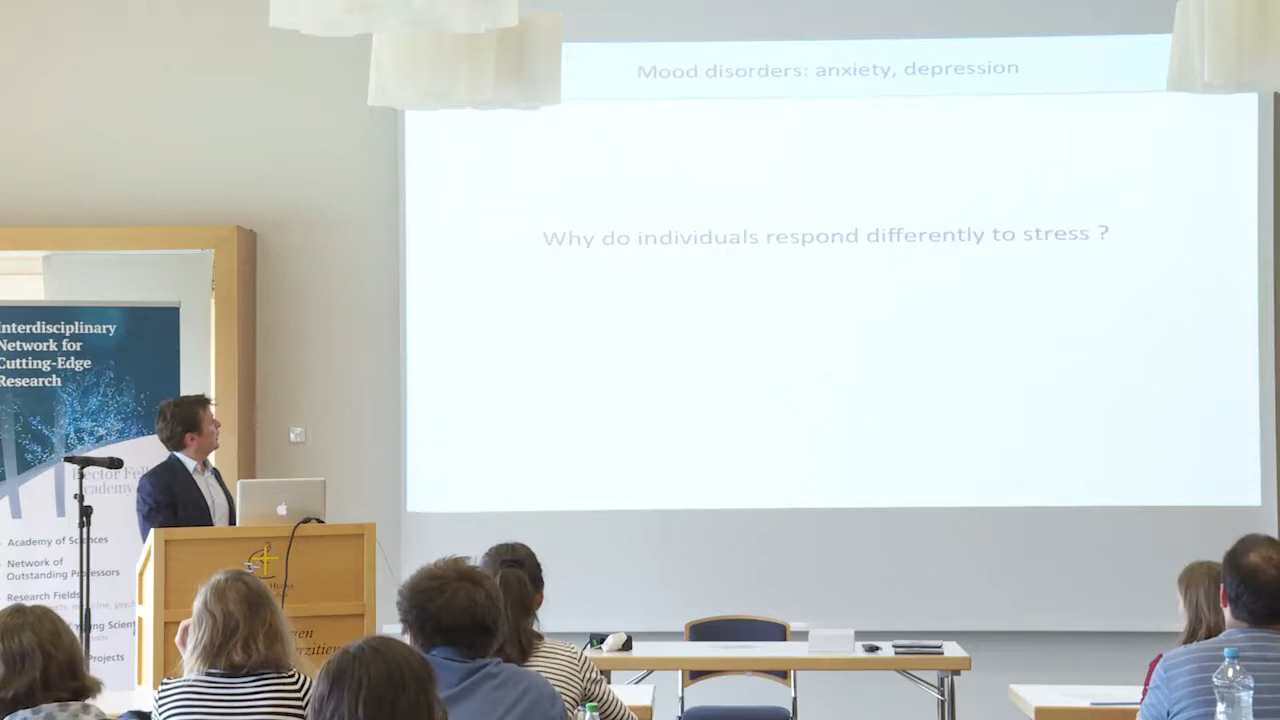 Mood disorders: anxiety, depression
Why do individuals respond differently to stress ?
Interdisciplinary
Network for
Cutting-Edge
Research
Academy of Sciences
Network of
Outstanding Professors
Research Fields
Projects